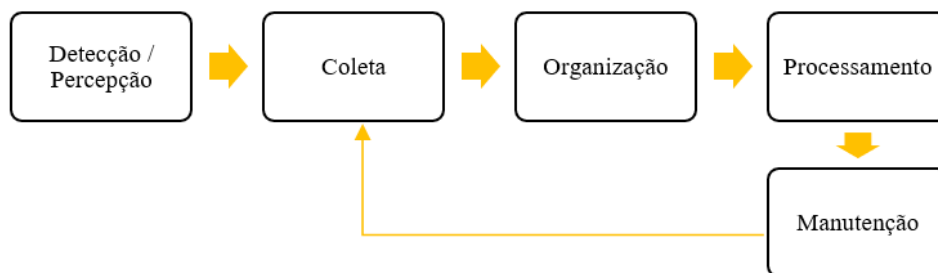 Detecção /
Percepção
Coleta
Organização
Processamento
Manutenção